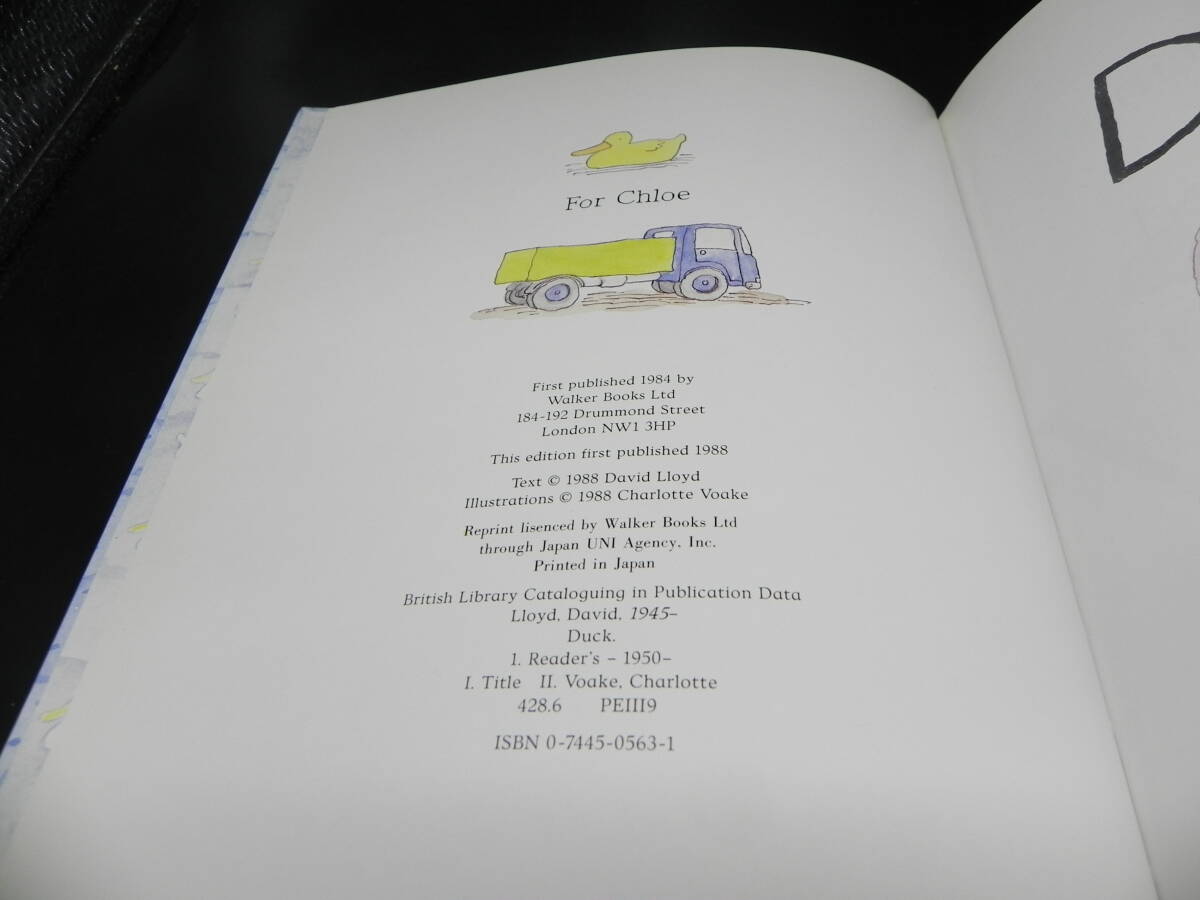 For Chloe
First published 1984 by
Walker Books Ltd
184-192 Drummond Street
London NW1 3HP
This edition first published 1988
Text © 1988 David Lloyd
Illustrations © 1988 Charlotte Voake
Reprint lisenced by Walker Books Ltd
through Japan UNI Agency, Inc.
Printed in Japan
British Library Cataloguing in Publication Data
Lloyd, David, 1945–
Duck.
1. Reader's – 1950–
I. Title II. Voake, Charlotte
428.6 PEIII9
ISBN 0-7445-0563-1
D